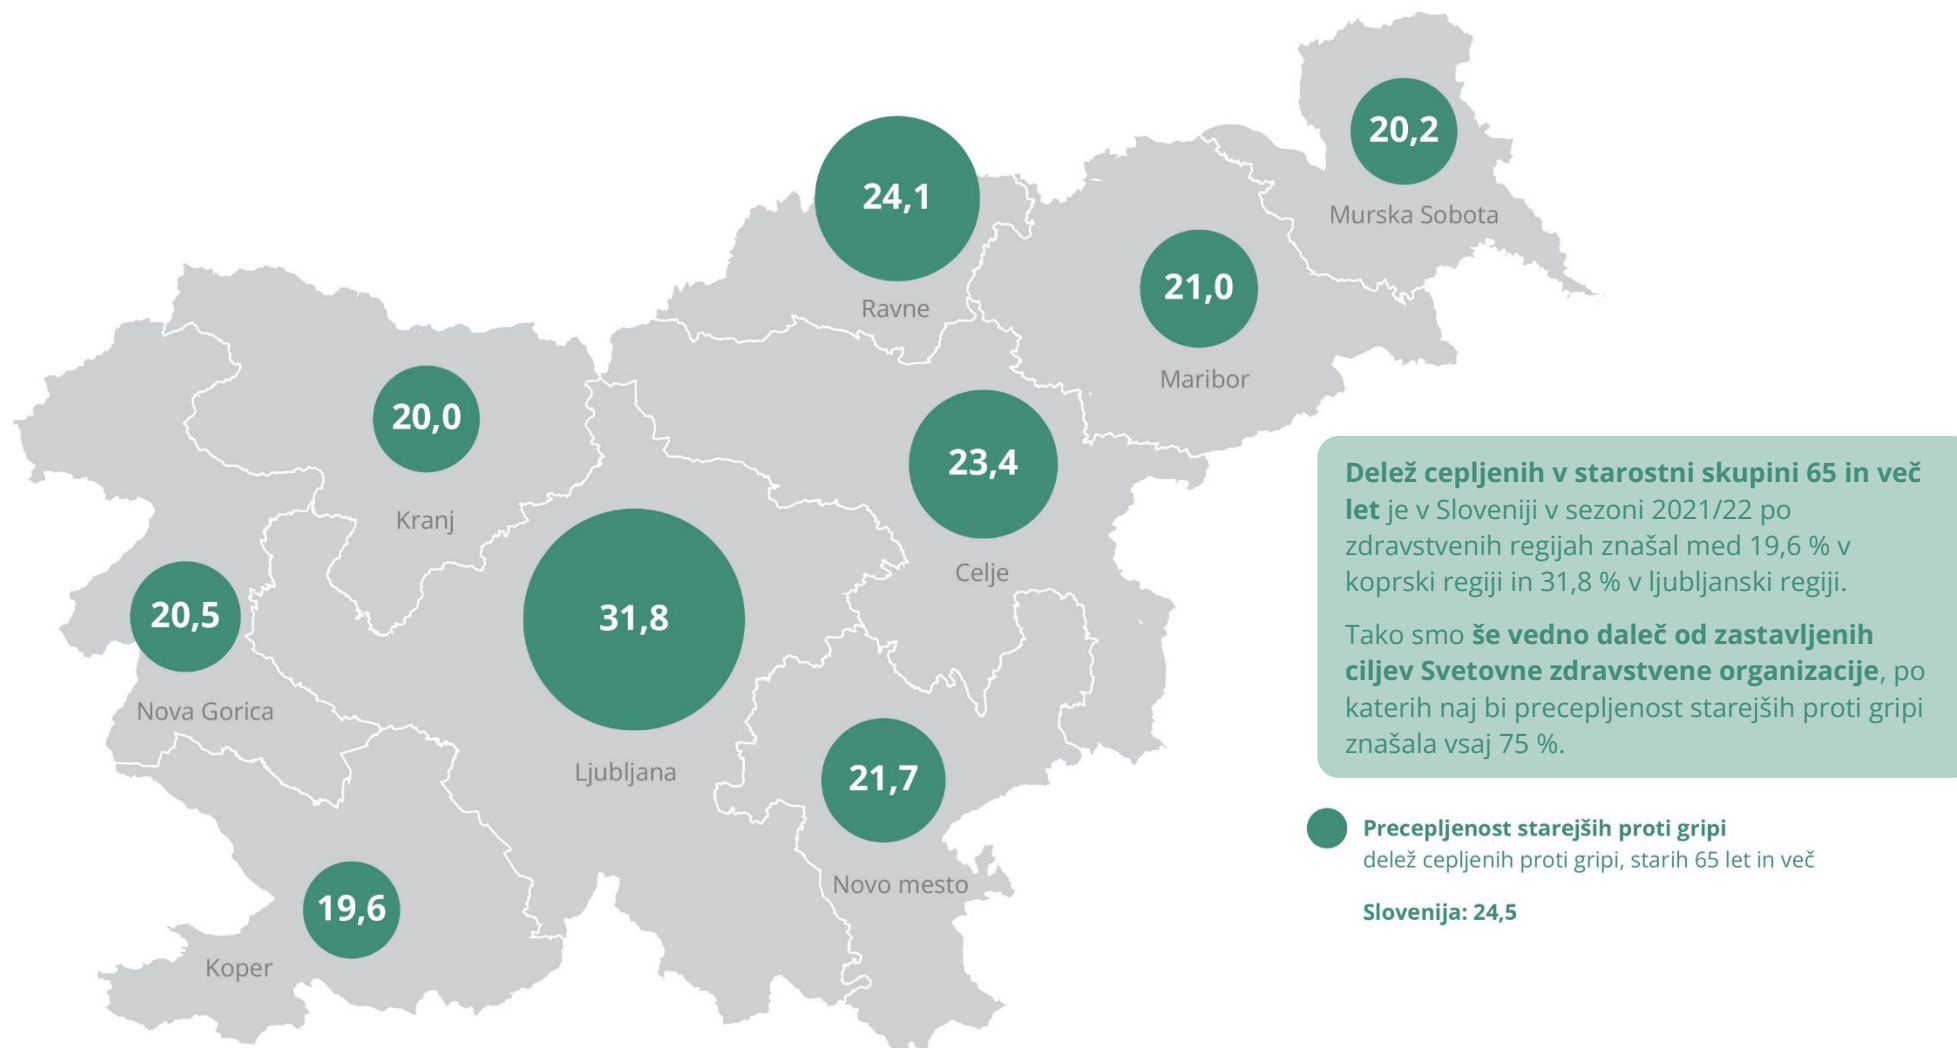 20,2
Murska Sobota
24,1
Ravne
21,0
Maribor
20,0
Kranj
23,4
Celje
20,5
Nova Gorica
31,8
Ljubljana
21,7
Novo mesto
19,6
Koper
Delež cepljenih v starostni skupini 65 in več
let je v Sloveniji v sezoni 2021/22 po
zdravstvenih regijah znašal med 19,6 % v
koprski regiji in 31,8 % v ljubljanski regiji.
Tako smo še vedno daleč od zastavljenih
ciljev Svetovne zdravstvene organizacije, po
katerih naj bi precepljenost starejših proti gripi
znašala vsaj 75 %.
Precepljenost starejših proti gripi
delež cepljenih proti gripi, starih 65 let in več
Slovenija: 24,5